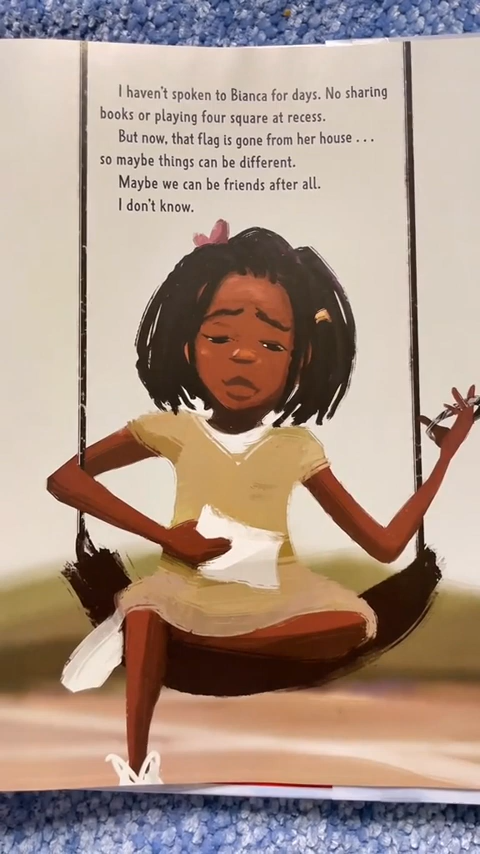 I haven't spoken to Bianca for days. No sharing
books or playing four square at recess.
But now, that flag is gone from her house . . .
so maybe things can be different.
Maybe we can be friends after all.
I don't know.